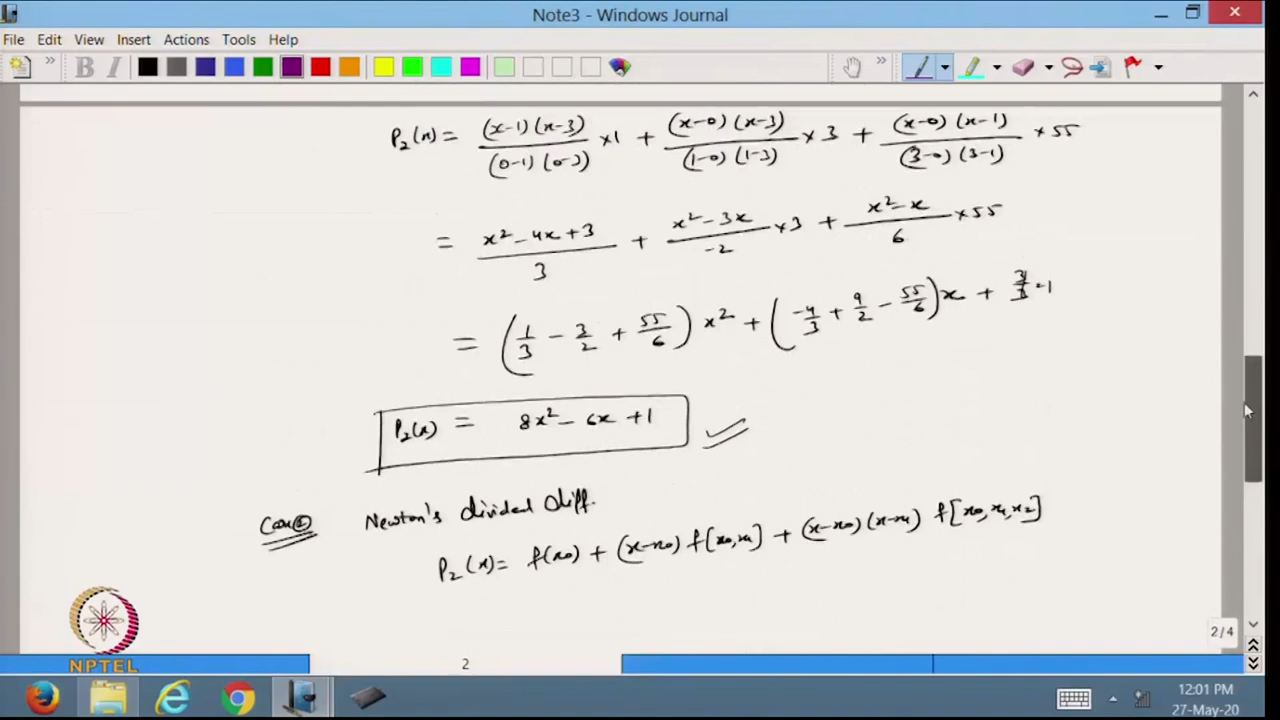 Note3 - Windows Journal
File Edit View Insert Actions Tools Help
P₂(x) = (x-1)(x-3)/(0-1)(0-3) ×1 + (x-0)(x-3)/(1-0)(1-3) ×3 + (x-0)(x-1)/(3-0)(3-1) ×55
= x²-4x+3/3 + x²-3x/-2 ×3 + x²-x/6 ×55
= (1/3 - 3/2 + 55/6) x² + (-4/3 + 9/2 - 55/6) x + 3/3 = 1
P₂(x) = 8x² - 6x + 1
Newton's divided diff.
P₂(x) = f(x₀) + (x-x₀) f[x₀,x₁] + (x-x₀)(x-x₁) f[x₀,x₁,x₂]
2 / 4
NPTEL
2
12:01 PM
27-May-20